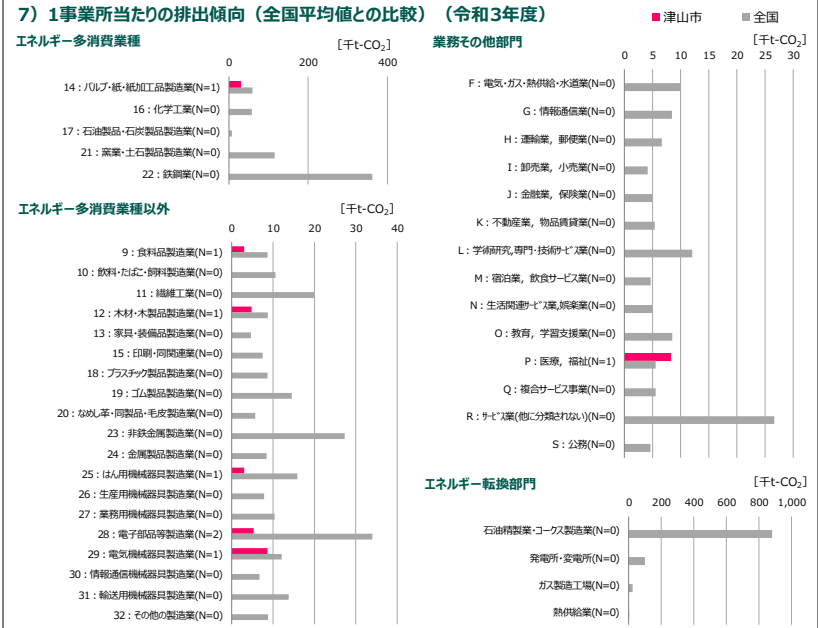 7）1事業所当たりの排出傾向（全国平均値との比較）（令和3年度）
■津山市 ■全国
エネルギー多消費業種
[千t-CO₂]
0 200 400
14：パルプ・紙・紙加工品製造業(N=1)
16：化学工業(N=0)
17：石油製品・石炭製品製造業(N=0)
21：窯業・土石製品製造業(N=0)
22：鉄鋼業(N=0)
エネルギー多消費業種以外
[千t-CO₂]
0 10 20 30 40
9：食料品製造業(N=1)
10：飲料・たばこ・飼料製造業(N=0)
11：繊維工業(N=0)
12：木材・木製品製造業(N=1)
13：家具・装備品製造業(N=0)
15：印刷・同関連業(N=0)
18：プラスチック製品製造業(N=0)
19：ゴム製品製造業(N=0)
20：なめし革・同製品・毛皮製造業(N=0)
23：非鉄金属製造業(N=0)
24：金属製品製造業(N=0)
25：はん用機械器具製造業(N=1)
26：生産用機械器具製造業(N=0)
27：業務用機械器具製造業(N=0)
28：電子部品等製造業(N=2)
29：電気機械器具製造業(N=1)
30：情報通信機械器具製造業(N=0)
31：輸送用機械器具製造業(N=0)
32：その他の製造業(N=0)
業務その他部門
[千t-CO₂]
0 5 10 15 20 25 30
F：電気・ガス・熱供給・水道業(N=0)
G：情報通信業(N=0)
H：運輸業，郵便業(N=0)
I：卸売業，小売業(N=0)
J：金融業，保険業(N=0)
K：不動産業，物品賃貸業(N=0)
L：学術研究,専門・技術ｻｰﾋﾞｽ業(N=0)
M：宿泊業，飲食サービス業(N=0)
N：生活関連ｻｰﾋﾞｽ業,娯楽業(N=0)
O：教育，学習支援業(N=0)
P：医療，福祉(N=1)
Q：複合サービス事業(N=0)
R：ｻｰﾋﾞｽ業(他に分類されない)(N=0)
S：公務(N=0)
エネルギー転換部門
[千t-CO₂]
0 200 400 600 800 1,000
石油精製業・コークス製造業(N=0)
発電所・変電所(N=0)
ガス製造工場(N=0)
熱供給業(N=0)